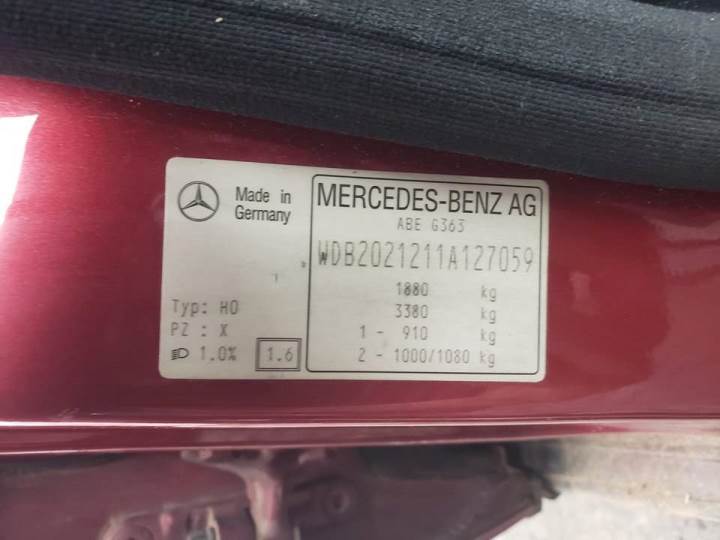 Made in
Germany
Typ: HO
PZ : X
1.0% 1.6
MERCEDES-BENZ AG
ABE G363
WDB2021211A127059
1880 kg
3380 kg
1 - 910 kg
2 - 1000/1080 kg